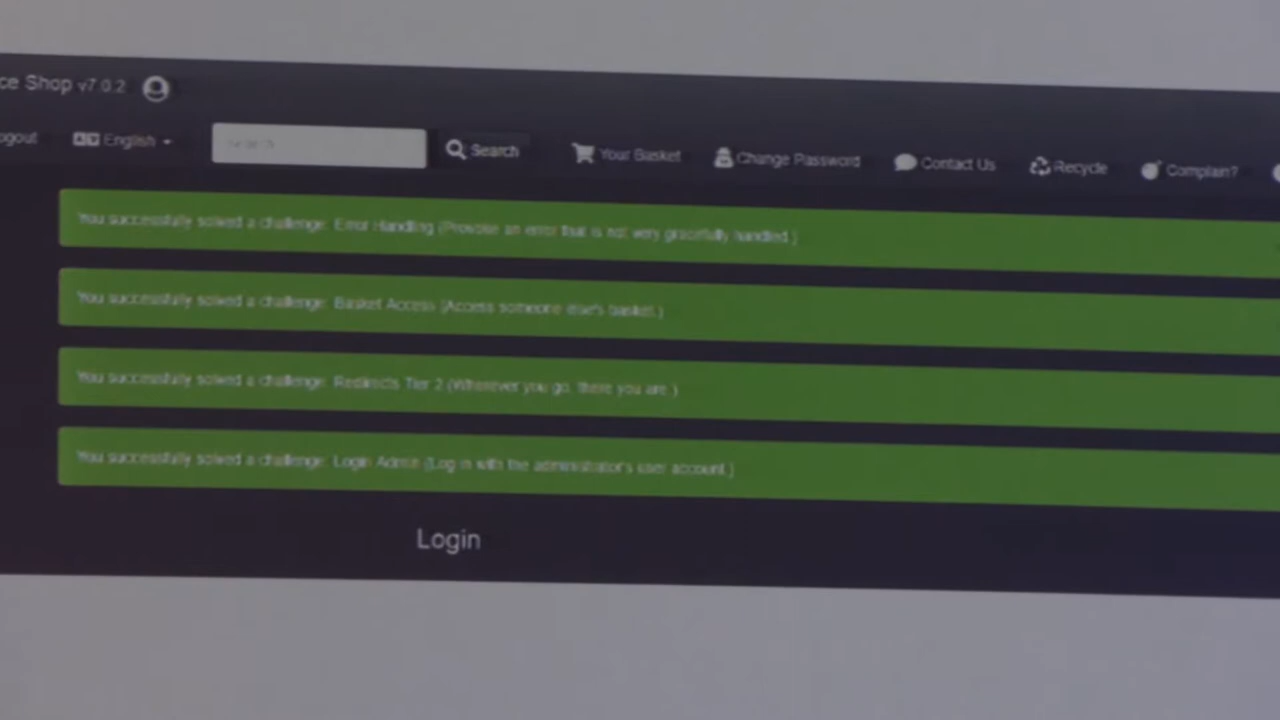 ce Shop v7.0.2
ogout English Search Search Your Basket Change Password Contact Us Recycle Complain?
You successfully solved a challenge: Error Handling (Provoke an error that is not very gracefully handled.)
You successfully solved a challenge: Basket Access (Access someone else's basket.)
You successfully solved a challenge: Redirects Tier 2 (Wherever you go, there you are.)
You successfully solved a challenge: Login Admin (Log in with the administrator's user account.)
Login